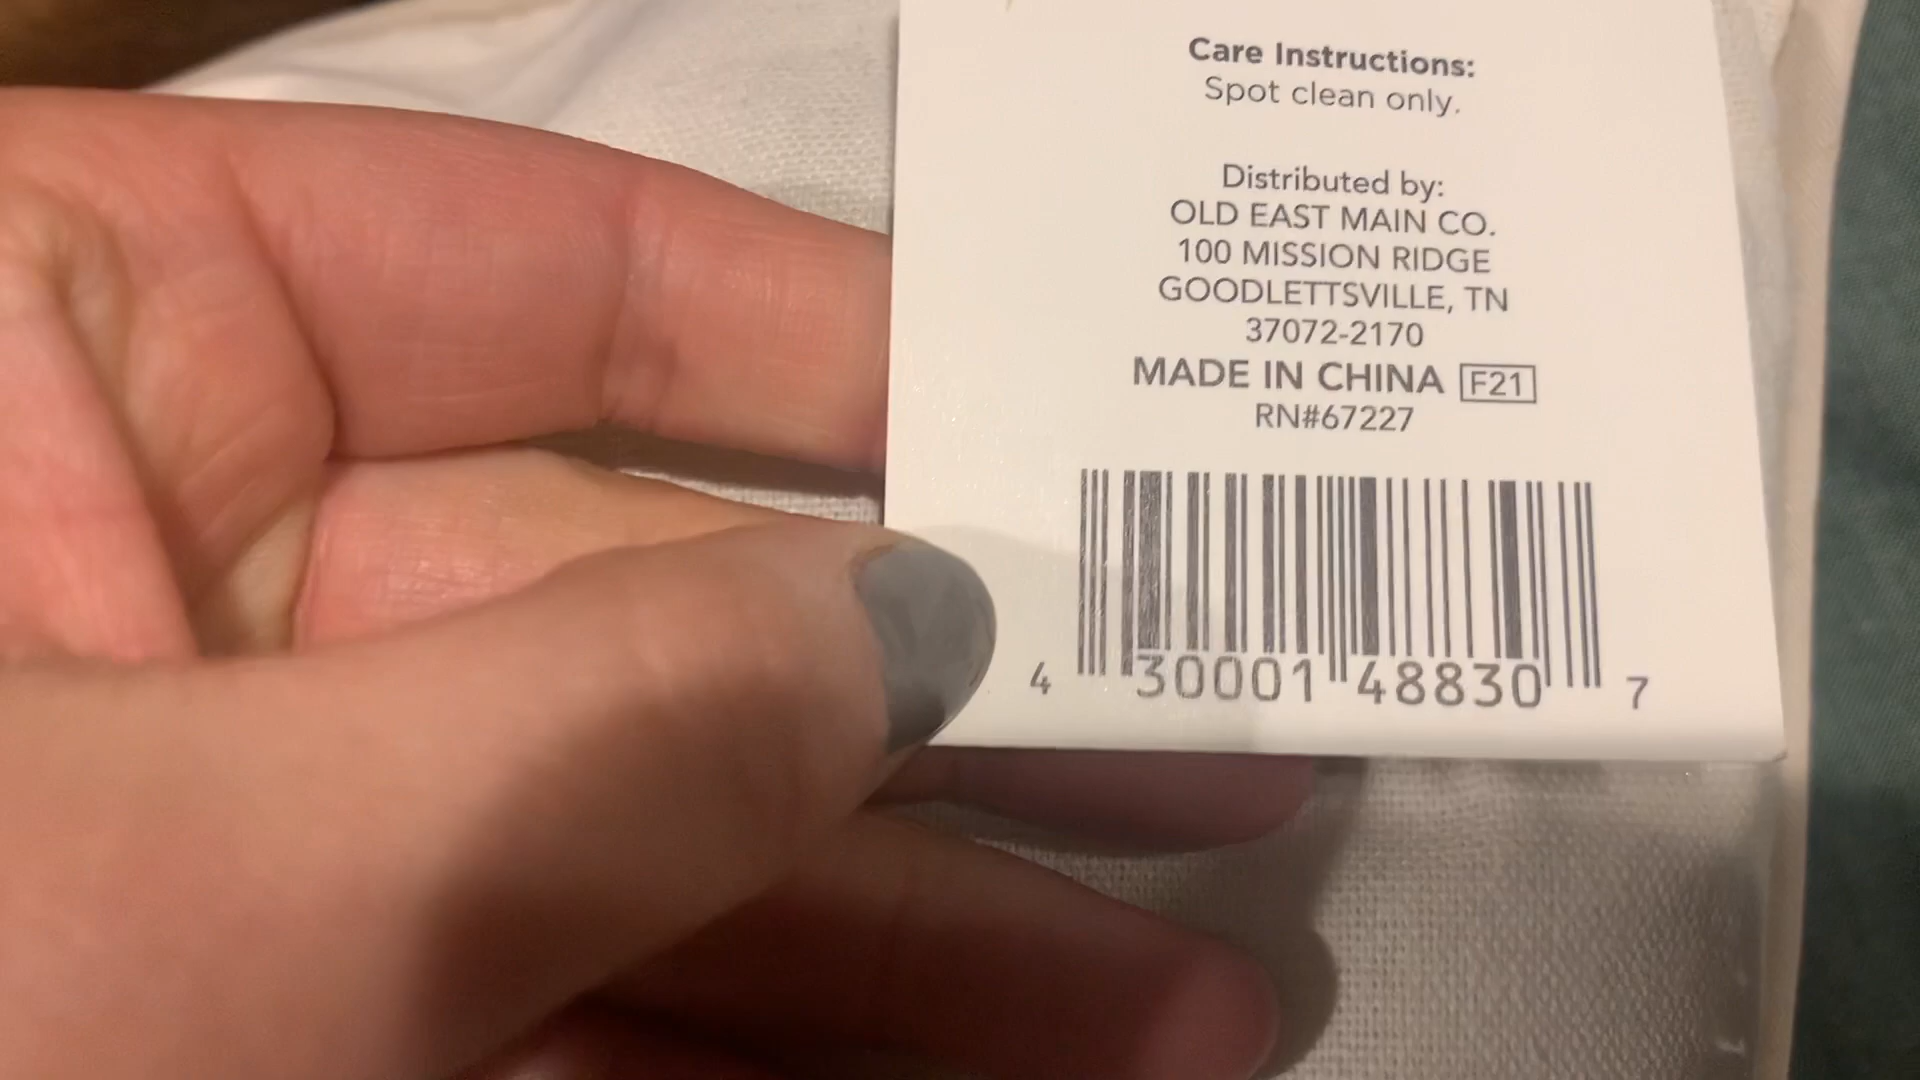 Care Instructions:
Spot clean only.
Distributed by:
OLD EAST MAIN CO.
100 MISSION RIDGE
GOODLETTSVILLE, TN
37072-2170
MADE IN CHINA F21
RN#67227
4 30001 48830 7